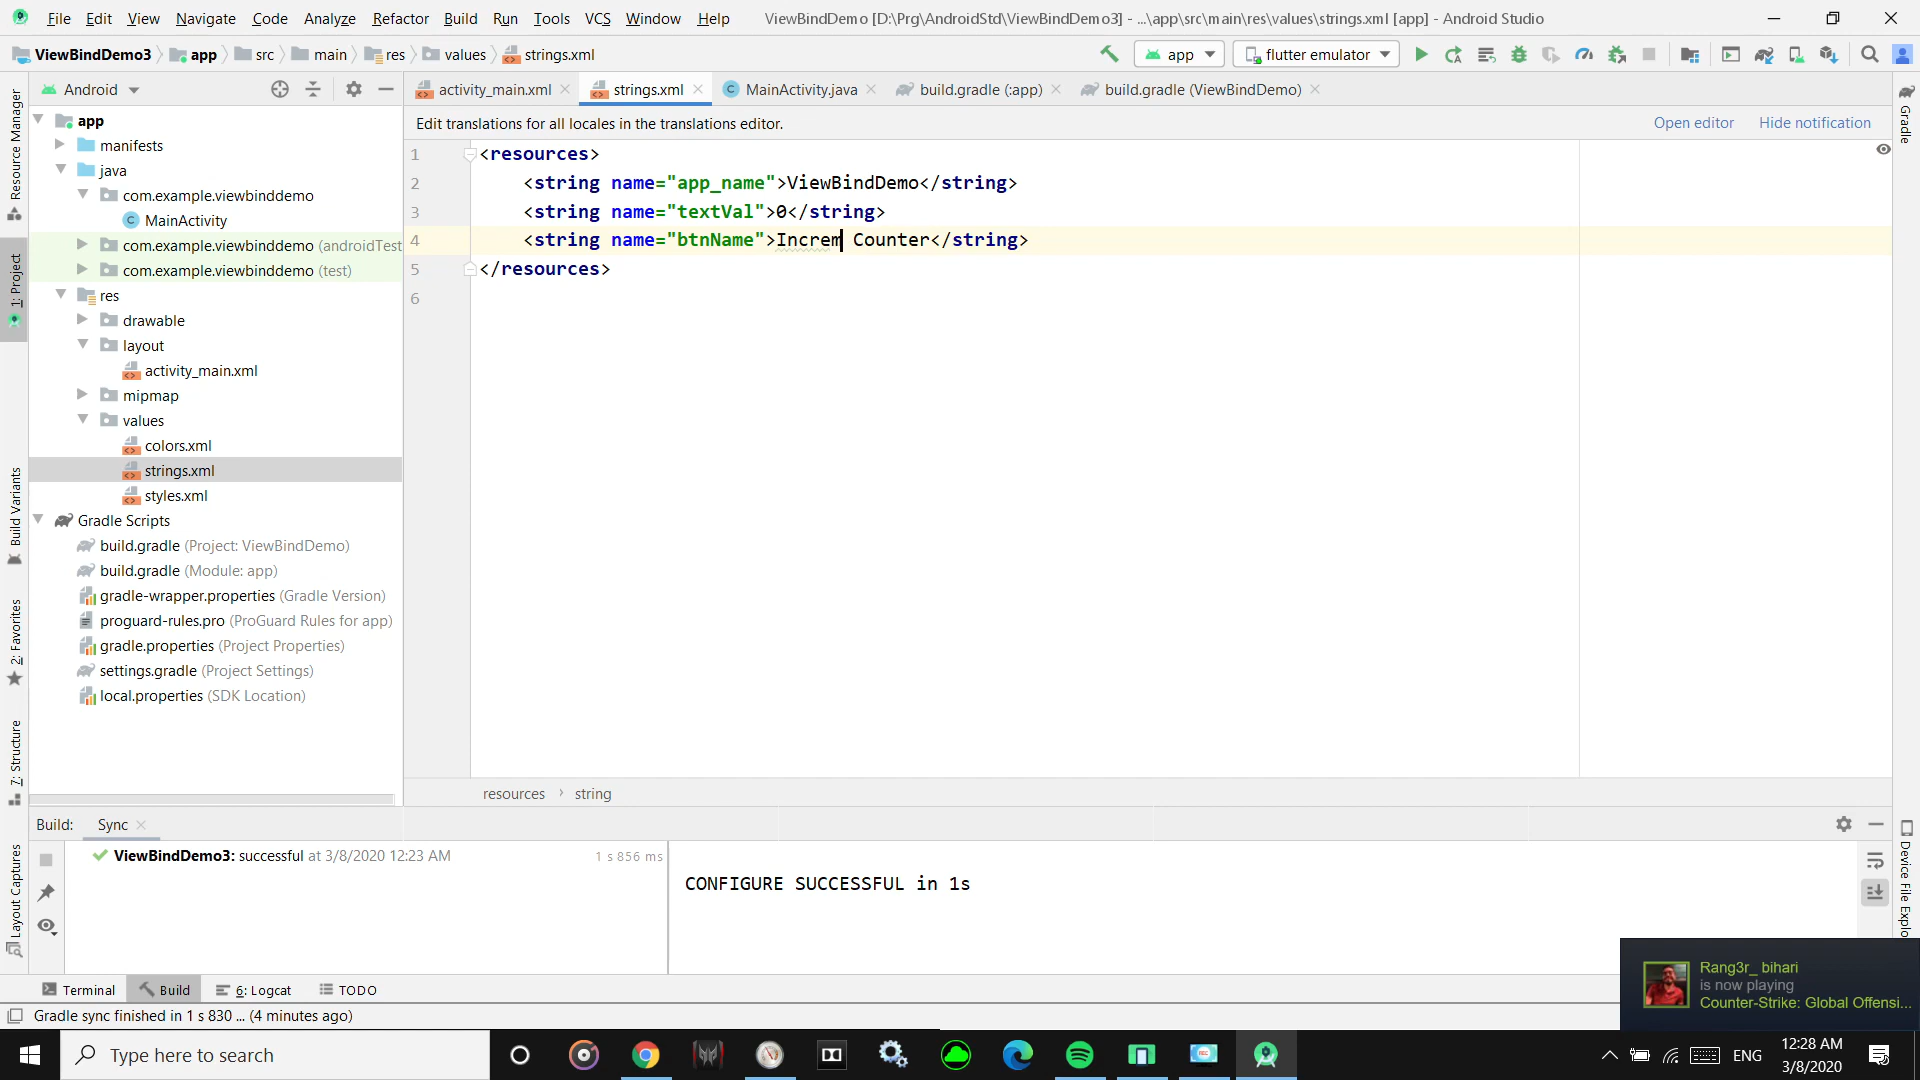 File Edit View Navigate Code Analyze Refactor Build Run Tools VCS Window Help ViewBindDemo [D:\Prg\AndroidStd\ViewBindDemo3] - ...\app\src\main\res\values\strings.xml [app] - Android Studio
ViewBindDemo3 app src main res values strings.xml app flutter emulator
Android activity_main.xml strings.xml MainActivity.java build.gradle (:app) build.gradle (ViewBindDemo)
Edit translations for all locales in the translations editor. Open editor Hide notification
Resource Manager
1: Project
Build Variants
2: Favorites
7: Structure
Layout Captures
app
manifests
java
com.example.viewbinddemo
MainActivity
com.example.viewbinddemo (androidTest
com.example.viewbinddemo (test)
res
drawable
layout
activity_main.xml
mipmap
values
colors.xml
strings.xml
styles.xml
Gradle Scripts
build.gradle (Project: ViewBindDemo)
build.gradle (Module: app)
gradle-wrapper.properties (Gradle Version)
proguard-rules.pro (ProGuard Rules for app)
gradle.properties (Project Properties)
settings.gradle (Project Settings)
local.properties (SDK Location)
1 <resources>
2 <string name="app_name">ViewBindDemo</string>
3 <string name="textVal">0</string>
4 <string name="btnName">Increm Counter</string>
5 </resources>
6
resources › string
Gradle
Device File Explo
Build: Sync
ViewBindDemo3: successful at 3/8/2020 12:23 AM 1 s 856 ms
CONFIGURE SUCCESSFUL in 1s
Rang3r_ bihari
is now playing
Counter-Strike: Global Offensi...
Terminal Build 6: Logcat TODO
Gradle sync finished in 1 s 830 ... (4 minutes ago)
Type here to search
ENG
12:28 AM
3/8/2020